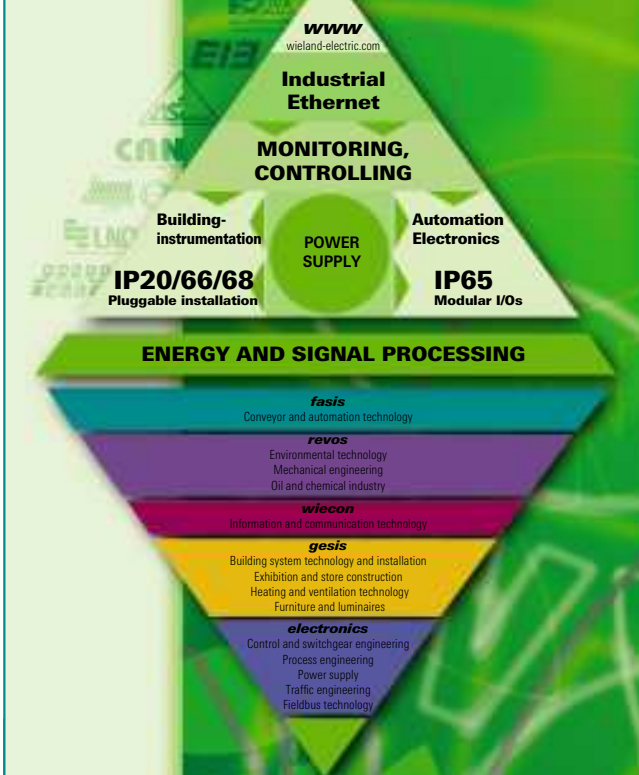 www
wieland-electric.com
EIB
Industrial
Ethernet
CAN
MONITORING,
CONTROLLING
Building-
instrumentation
POWER
SUPPLY
Automation
Electronics
IP20/66/68
Pluggable installation
IP65
Modular I/Os
ENERGY AND SIGNAL PROCESSING
fasis
Conveyor and automation technology
revos
Environmental technology
Mechanical engineering
Oil and chemical industry
wiecon
Information and communication technology
gesis
Building system technology and installation
Exhibition and store construction
Heating and ventilation technology
Furniture and luminaires
electronics
Control and switchgear engineering
Process engineering
Power supply
Traffic engineering
Fieldbus technology